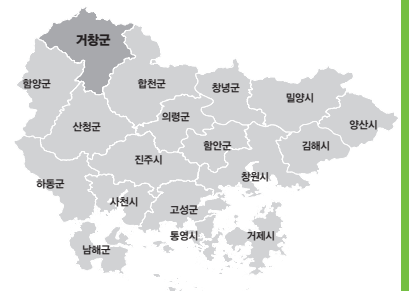 거창군
함양군
합천군
창녕군
밀양시
산청군
의령군
양산시
진주시
함안군
김해시
하동군
창원시
사천시
고성군
통영시
거제시
남해군